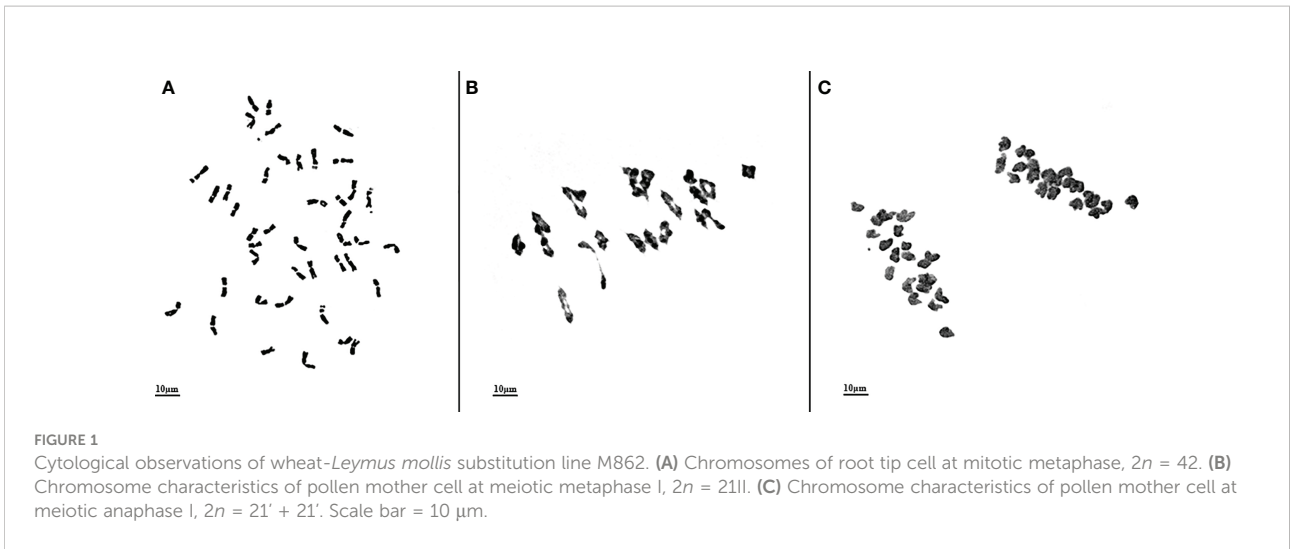 A
B
C
10µm
10µm
10µm
FIGURE 1
Cytological observations of wheat-Leymus mollis substitution line M862. (A) Chromosomes of root tip cell at mitotic metaphase, 2n = 42. (B)
Chromosome characteristics of pollen mother cell at meiotic metaphase I, 2n = 21II. (C) Chromosome characteristics of pollen mother cell at
meiotic anaphase I, 2n = 21′ + 21′. Scale bar = 10 µm.